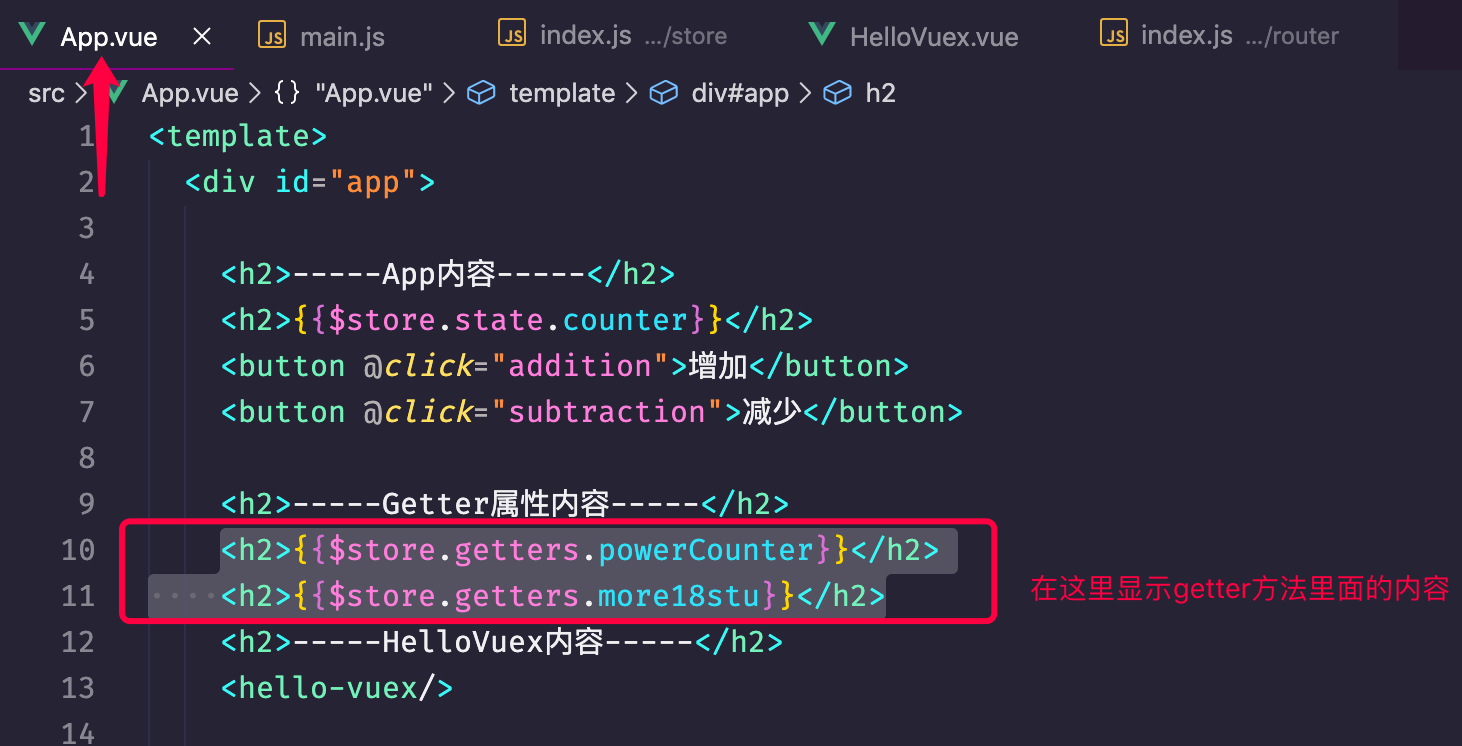 App.vue × JS main.js JS index.js .../store HelloVuex.vue JS index.js .../router
src > App.vue > {} "App.vue" > template > div#app > h2
1 <template>
2 <div id="app">
3
4 <h2>-----App内容-----</h2>
5 <h2>{{$store.state.counter}}</h2>
6 <button @click="addition">增加</button>
7 <button @click="subtraction">减少</button>
8
9 <h2>-----Getter属性内容-----</h2>
10 <h2>{{$store.getters.powerCounter}}</h2>
11 <h2>{{$store.getters.more18stu}}</h2>
在这里显示getter方法里面的内容
12 <h2>-----HelloVuex内容-----</h2>
13 <hello-vuex/>
14